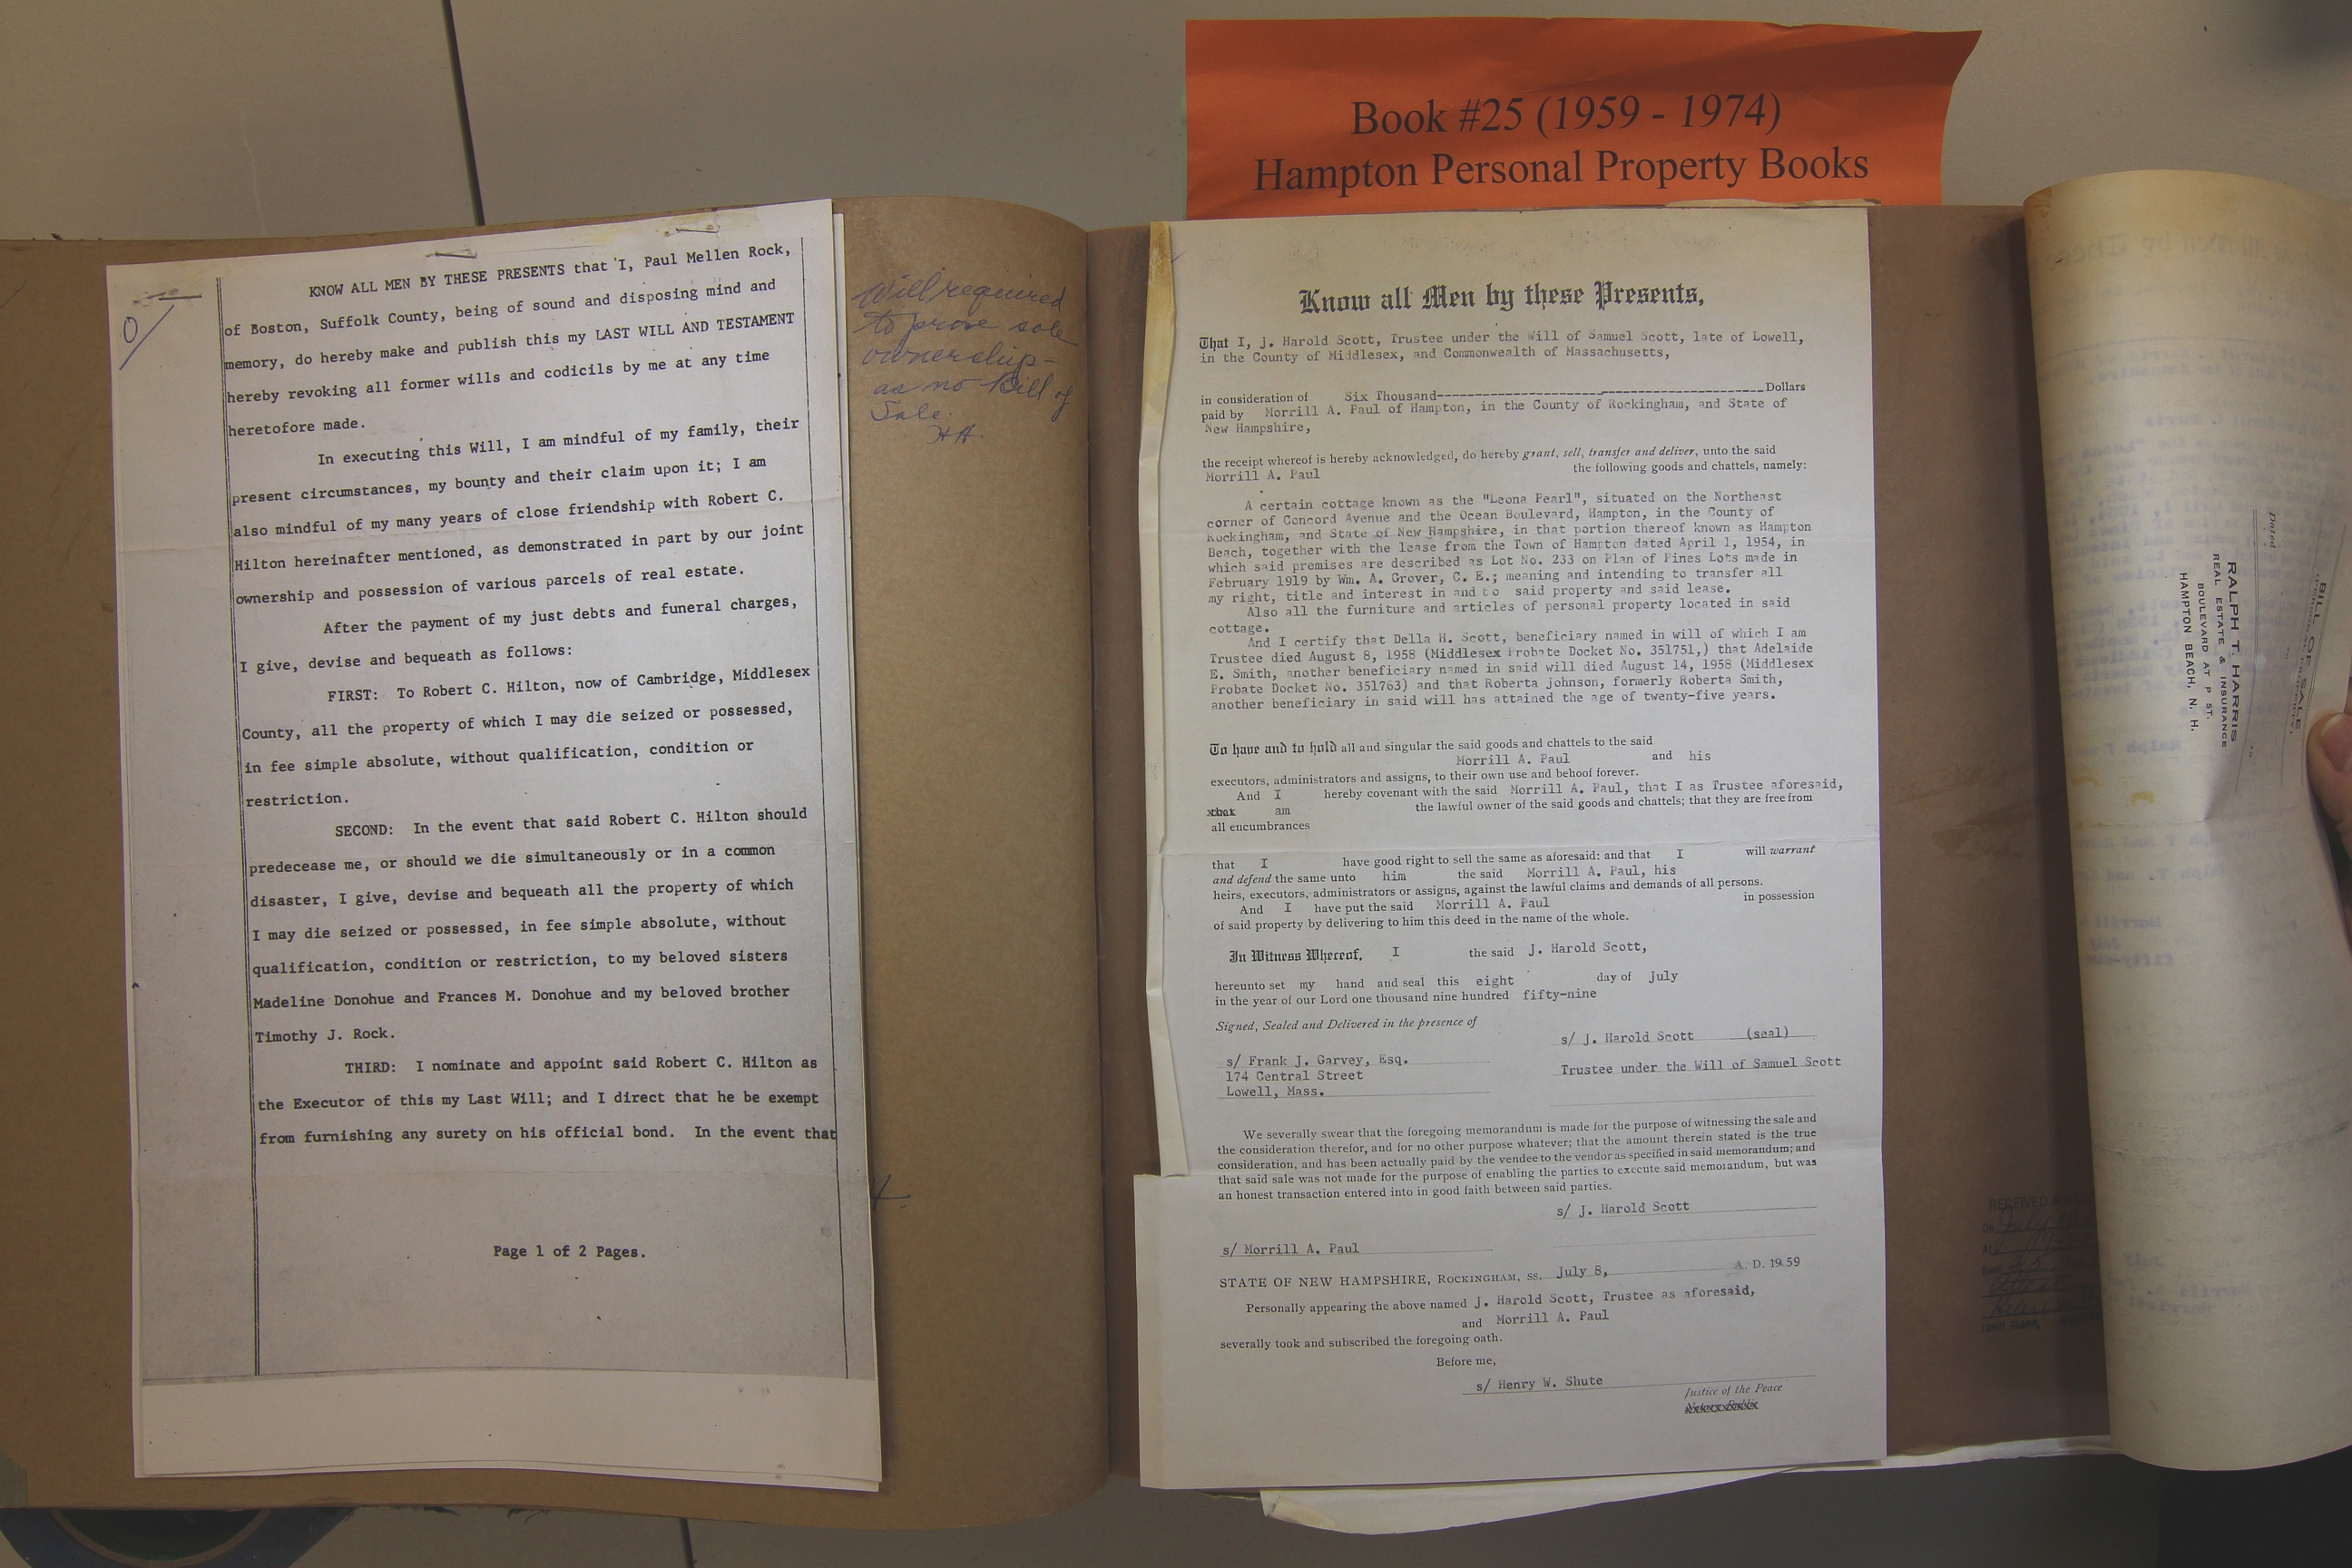 Book #25 (1959 - 1974)
Hampton Personal Property Books
KNOW ALL MEN BY THESE PRESENTS that I, Paul Mellen Rock,
of Boston, Suffolk County, being of sound and disposing mind and
memory, do hereby make and publish this my LAST WILL AND TESTAMENT
hereby revoking all former wills and codicils by me at any time
heretofore made.
In executing this Will, I am mindful of my family, their
present circumstances, my bounty and their claim upon it; I am
also mindful of my many years of close friendship with Robert C.
Hilton hereinafter mentioned, as demonstrated in part by our joint
ownership and possession of various parcels of real estate.
After the payment of my just debts and funeral charges,
I give, devise and bequeath as follows:
FIRST: To Robert C. Hilton, now of Cambridge, Middlesex
County, all the property of which I may die seized or possessed,
in fee simple absolute, without qualification, condition or
restriction.
SECOND: In the event that said Robert C. Hilton should
predecease me, or should we die simultaneously or in a common
disaster, I give, devise and bequeath all the property of which
I may die seized or possessed, in fee simple absolute, without
qualification, condition or restriction, to my beloved sisters
Madeline Donohue and Frances M. Donohue and my beloved brother
Timothy J. Rock.
THIRD: I nominate and appoint said Robert C. Hilton as
the Executor of this my Last Will; and I direct that he be exempt
from furnishing any surety on his official bond. In the event that
Page 1 of 2 Pages.
Will required
to prove sole
ownership -
as no Bill of
Sale.
HH.
Know all Men by these Presents,
That I, J. Harold Scott, Trustee under the Will of Samuel Scott, late of Lowell,
in the County of Middlesex, and Commonwealth of Massachusetts,
in consideration of Six Thousand---Dollars
paid by Morrill A. Paul of Hampton, in the County of Rockingham, and State of
New Hampshire,
the receipt whereof is hereby acknowledged, do hereby grant, sell, transfer and deliver, unto the said
Morrill A. Paul the following goods and chattels, namely:
A certain cottage known as the "Leona Pearl", situated on the Northeast
corner of Concord Avenue and the Ocean Boulevard, Hampton, in the County of
Rockingham, and State of New Hampshire, in that portion thereof known as Hampton
Beach, together with the lease from the Town of Hampton dated April 1, 1954, in
which said premises are described as Lot No. 233 on Plan of Pines Lots made in
February 1919 by Wm. A. Grover, C. E.; meaning and intending to transfer all
my right, title and interest in and to said property and said lease.
Also all the furniture and articles of personal property located in said
cottage.
And I certify that Della H. Scott, beneficiary named in will of which I am
Trustee died August 8, 1958 (Middlesex Probate Docket No. 351751,) that Adelaide
E. Smith, another beneficiary named in said will died August 14, 1958 (Middlesex
Probate Docket No. 351763) and that Roberta Johnson, formerly Roberta Smith,
another beneficiary in said will has attained the age of twenty-five years.
To have and to hold all and singular the said goods and chattels to the said
Morrill A. Paul and his
executors, administrators and assigns, to their own use and behoof forever.
And I hereby covenant with the said Morrill A. Paul, that I as Trustee aforesaid,
am the lawful owner of the said goods and chattels; that they are free from
all encumbrances
that I have good right to sell the same as aforesaid: and that I will warrant
and defend the same unto him the said Morrill A. Paul, his
heirs, executors, administrators or assigns, against the lawful claims and demands of all persons.
And I have put the said Morrill A. Paul in possession
of said property by delivering to him this deed in the name of the whole.
In Witness Whereof, I the said J. Harold Scott,
hereunto set my hand and seal this eight day of July
in the year of our Lord one thousand nine hundred fifty-nine
Signed, Sealed and Delivered in the presence of
s/ J. Harold Scott (seal)
s/ Frank J. Garvey, Esq.
Trustee under the Will of Samuel Scott
174 Central Street
Lowell, Mass.
We severally swear that the foregoing memorandum is made for the purpose of witnessing the sale and
the consideration therefor, and for no other purpose whatever; that the amount therein stated is the true
consideration, and has been actually paid by the vendee to the vendor as specified in said memorandum; and
that said sale was not made for the purpose of enabling the parties to execute said memorandum, but was
an honest transaction entered into in good faith between said parties.
s/ J. Harold Scott
s/ Morrill A. Paul
STATE OF NEW HAMPSHIRE, ROCKINGHAM, SS. July 8, A. D. 1959
Personally appearing the above named J. Harold Scott, Trustee as aforesaid,
and Morrill A. Paul
severally took and subscribed the foregoing oath.
Before me,
s/ Henry W. Shute
Justice of the Peace
Dated
BILL OF SALE
RALPH T. HARRIS
REAL ESTATE & INSURANCE
BOULEVARD AT P ST.
HAMPTON BEACH, N. H.
RECEIVED